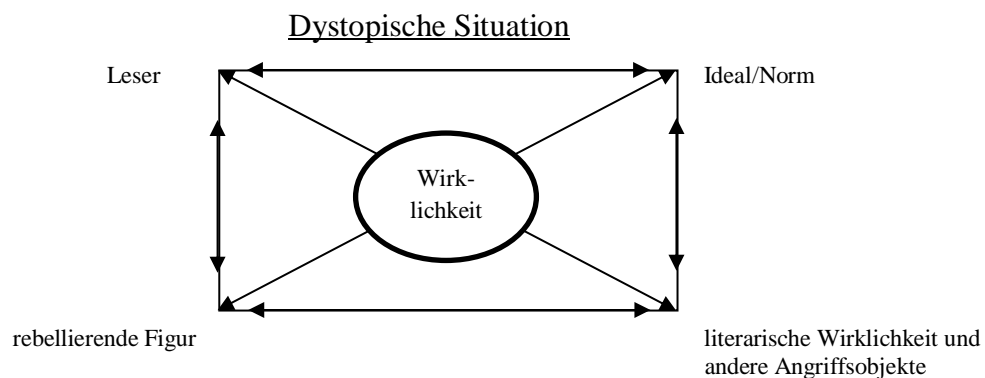 Dystopische Situation
Leser
Ideal/Norm
Wirk-
lichkeit
rebellierende Figur
literarische Wirklichkeit und
andere Angriffsobjekte